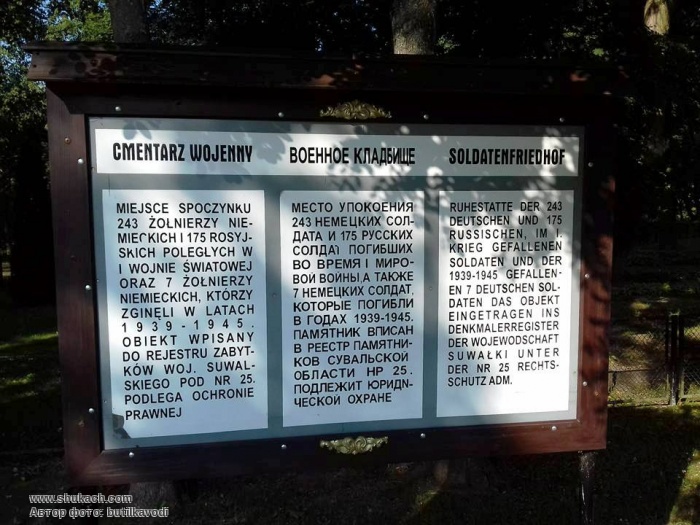 CMENTARZ WOJENNY
MIEJSCE SPOCZYNKU
243 ŻOLNIERZY NIE-
MIECKICH I 175 ROSYJ-
SKICH POLEGŁYCH W
I WOJNIE ŚWIATOWEJ
ORAZ 7 ŻOLNIERZY
NIEMIECKICH, KTÓRZY
ZGINĘLI W LATACH
1939-1945.
OBIEKT WPISANY
DO REJESTRU ZABYT-
KÓW WOJ. SUWAL-
SKIEGO POD NR 25.
PODLEGA OCHRONIE
PRAWNEJ
ВОЕННОЕ КЛАДБИЩЕ
МЕСТО УПОКОЕНИЯ
243 НЕМЕЦКИХ СОЛ-
ДАТА И 175 РУССКИХ
СОЛДАТ ПОГИБШИХ
ВО ВРЕМЯ I МИРО-
ВОЙ ВОЙНЫ,А ТАКЖЕ
7 НЕМЕЦКИХ СОЛДАТ,
КОТОРЫЕ ПОГИБЛИ
В ГОДАХ 1939-1945.
ПАМЯТНИК ВПИСАН
В РЕЕСТР ПАМЯТНИ-
КОВ СУВАЛЬСКОЙ
ОБЛАСТИ НР 25.
ПОДЛЕЖИТ ЮРИДИ-
ЧЕСКОЙ ОХРАНЕ
SOLDATENFRIEDHOF
RUHESTATTE DER 243
DEUTSCHEN UND 175
RUSSISCHEN, IM I.
KRIEG GEFALLENEN
SOLDATEN UND DER
1939-1945 GEFALLEN-
EN 7 DEUTSCHEN SOL-
DATEN DAS OBJEKT
EINGETRAGEN INS
DENKMALERREGISTER
DER WOJEWODSCHAFT
SUWAŁKI UNTER
DER NR 25 RECHTS-
SCHUTZ ADM.
www.shukach.com
Автор фото: butilkavodi